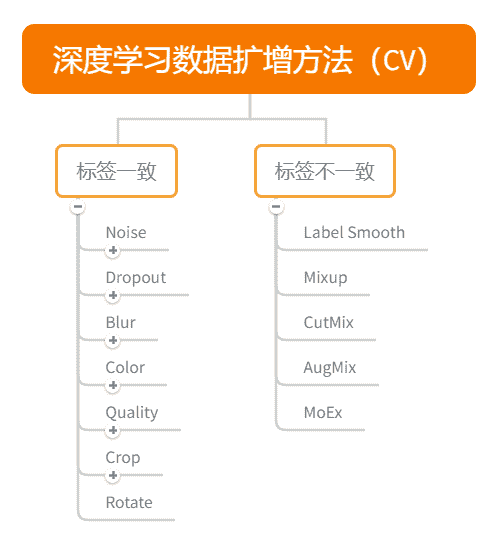 深度学习数据扩增方法（CV）
标签一致
标签不一致
Noise
Dropout
Blur
Color
Quality
Crop
Rotate
Label Smooth
Mixup
CutMix
AugMix
MoEx